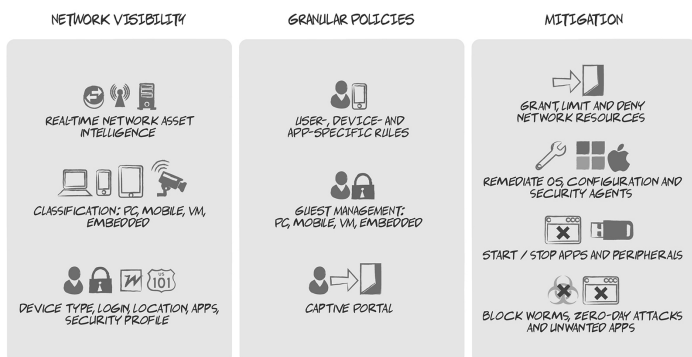 NETWORK VISIBILITY
REAL-TIME NETWORK ASSET
INTELLIGENCE
CLASSIFICATION: PC, MOBILE, VM,
EMBEDDED
US
101
DEVICE TYPE, LOGIN, LOCATION, APPS,
SECURITY PROFILE
GRANULAR POLICIES
USER-, DEVICE- AND
APP-SPECIFIC RULES
GUEST MANAGEMENT:
PC, MOBILE, VM, EMBEDDED
CAPTIVE PORTAL
MITIGATION
GRANT, LIMIT AND DENY
NETWORK RESOURCES
REMEDIATE OS, CONFIGURATION AND
SECURITY AGENTS
START / STOP APPS AND PERIPHERALS
BLOCK WORMS, ZERO-DAY ATTACKS
AND UNWANTED APPS